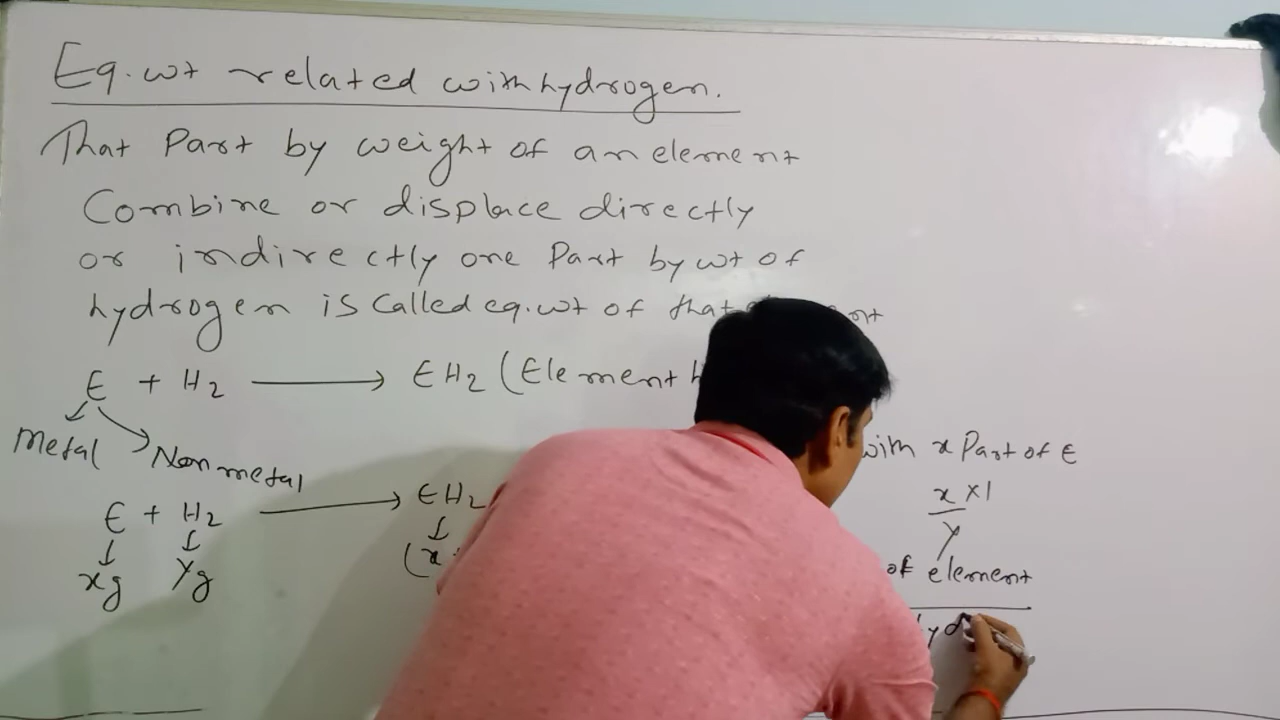 Eq.wt related with hydrogen.
That Part by weight of an element
Combine or displace directly
or indirectly one Part by wt of
hydrogen is called eq.wt of that
E + H2 → EH2 (Element
Metal
Non metal
with x Part of E
E + H2 → EH2
x × 1
y
xg yg (x
of element